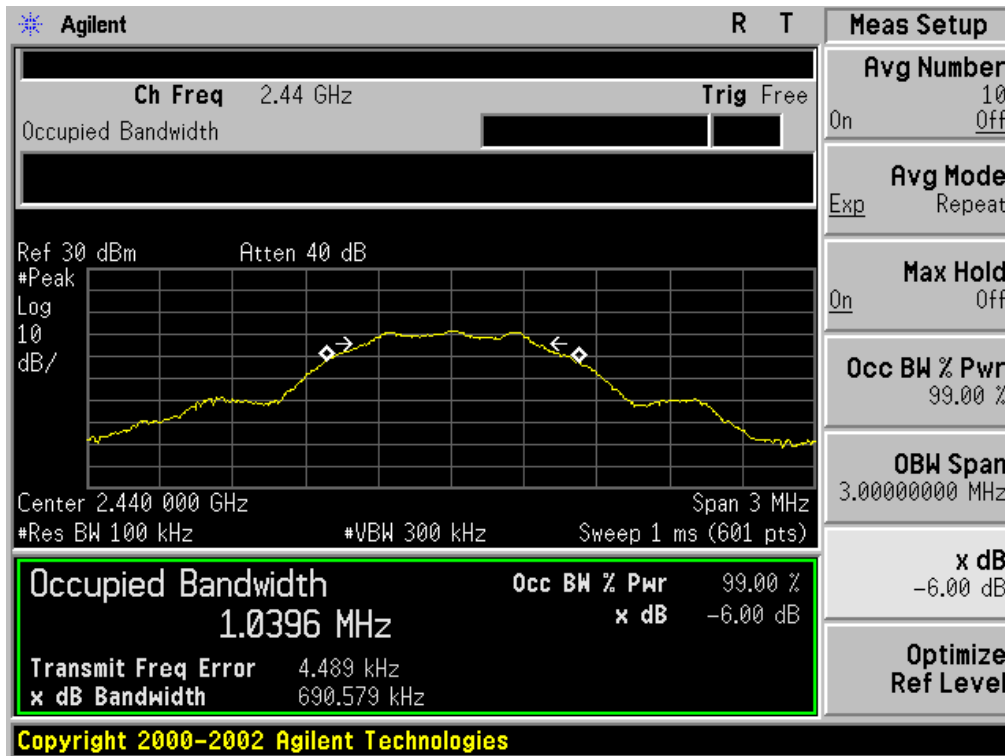 Agilent R T
Ch Freq 2.44 GHz Trig Free
Occupied Bandwidth
Ref 30 dBm Atten 40 dB
#Peak
Log
10
dB/
Center 2.440 000 GHz Span 3 MHz
#Res BW 100 kHz #VBW 300 kHz Sweep 1 ms (601 pts)
Occupied Bandwidth Occ BW % Pwr 99.00 %
1.0396 MHz x dB -6.00 dB
Transmit Freq Error 4.489 kHz
x dB Bandwidth 690.579 kHz
Copyright 2000-2002 Agilent Technologies
Meas Setup
Avg Number
10
On Off
Avg Mode
Exp Repeat
Max Hold
On Off
Occ BW % Pwr
99.00 %
OBW Span
3.00000000 MHz
x dB
-6.00 dB
Optimize
Ref Level